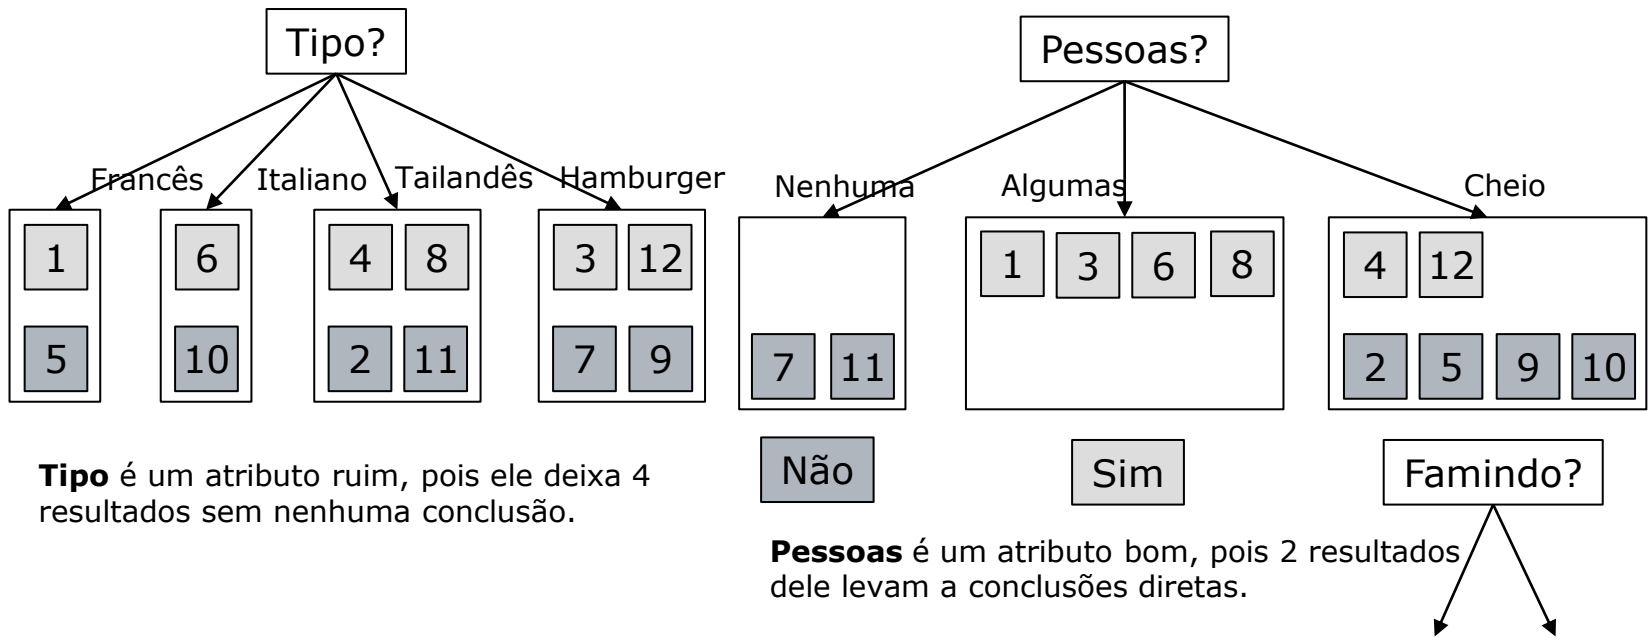 Tipo?
Francês Italiano Tailandês Hamburger
1 6 4 8 3 12
5 10 2 11 7 9
Tipo é um atributo ruim, pois ele deixa 4
resultados sem nenhuma conclusão.
Pessoas?
Nenhuma Algumas Cheio
1 3 6 8 4 12
7 11 2 5 9 10
Não Sim Famindo?
Pessoas é um atributo bom, pois 2 resultados
dele levam a conclusões diretas.